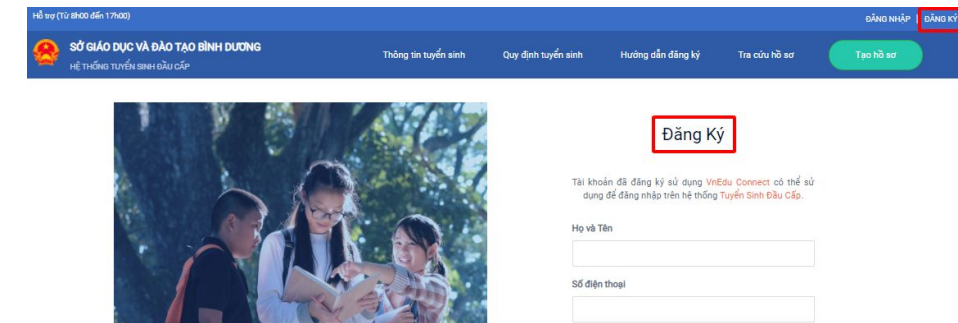 Hỗ trợ (Từ 8h00 đến 17h00)
ĐĂNG NHẬP | ĐĂNG KÝ
SỞ GIÁO DỤC VÀ ĐÀO TẠO BÌNH DƯƠNG
HỆ THỐNG TUYỂN SINH ĐẦU CẤP
Thông tin tuyển sinh
Quy định tuyển sinh
Hướng dẫn đăng ký
Tra cứu hồ sơ
Tạo hồ sơ
Đăng Ký
Tài khoản đã đăng ký sử dụng VnEdu Connect có thể sử
dụng để đăng nhập trên hệ thống Tuyển Sinh Đầu Cấp.
Họ và Tên
Số điện thoại